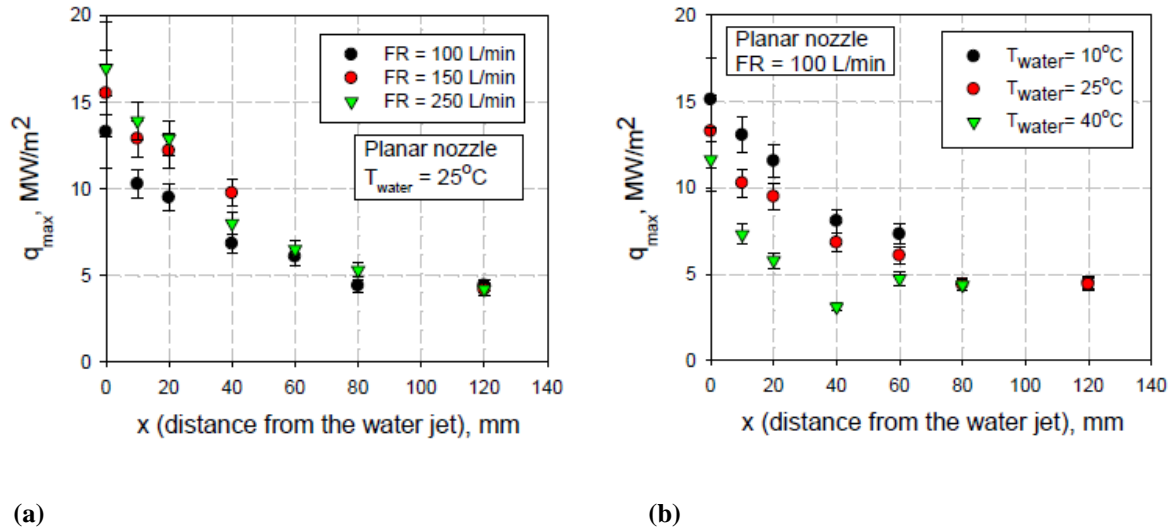 20
15
10
5
0
q_max, MW/m²
FR = 100 L/min
FR = 150 L/min
FR = 250 L/min
Planar nozzle
T_water = 25°C
0 20 40 60 80 100 120 140
x (distance from the water jet), mm
(a)
20
15
10
5
0
q_max, MW/m²
Planar nozzle
FR = 100 L/min
T_water= 10°C
T_water= 25°C
T_water= 40°C
0 20 40 60 80 100 120 140
x (distance from the water jet), mm
(b)